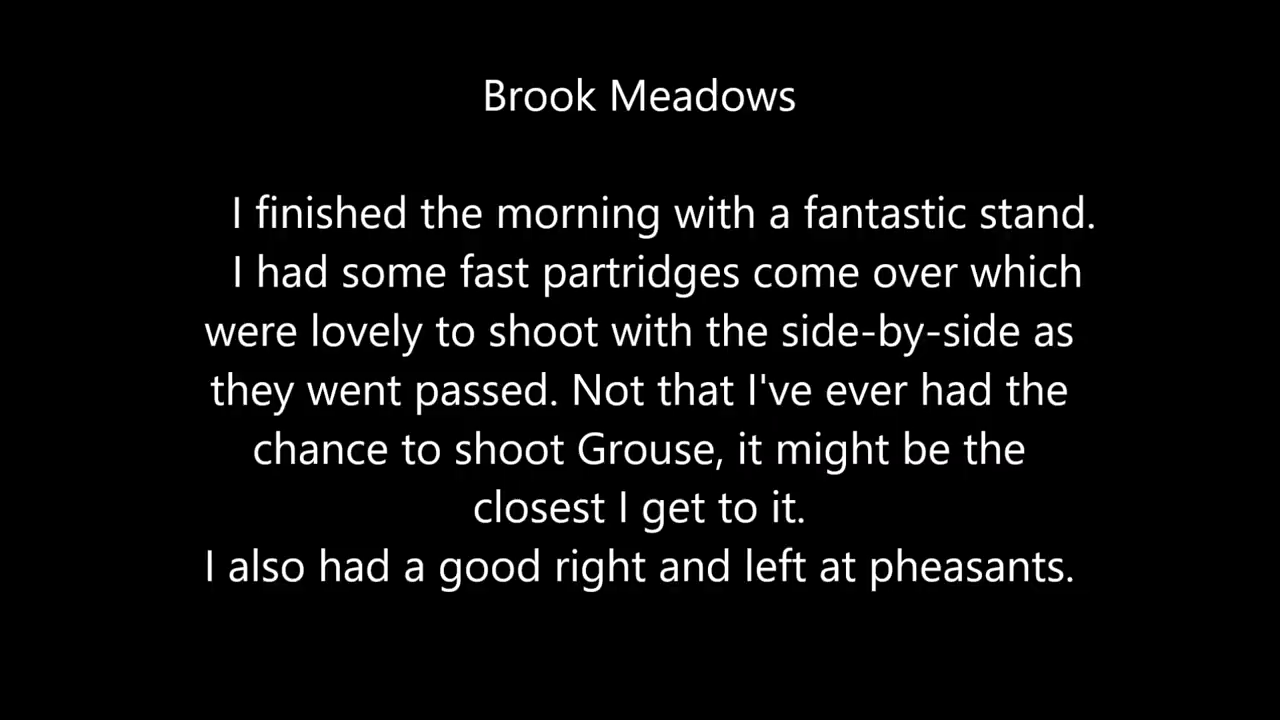 Brook Meadows
I finished the morning with a fantastic stand.
I had some fast partridges come over which
were lovely to shoot with the side-by-side as
they went passed. Not that I've ever had the
chance to shoot Grouse, it might be the
closest I get to it.
I also had a good right and left at pheasants.